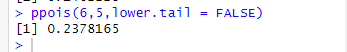 > ppois(6,5,lower.tail = FALSE)
[1] 0.2378165
>